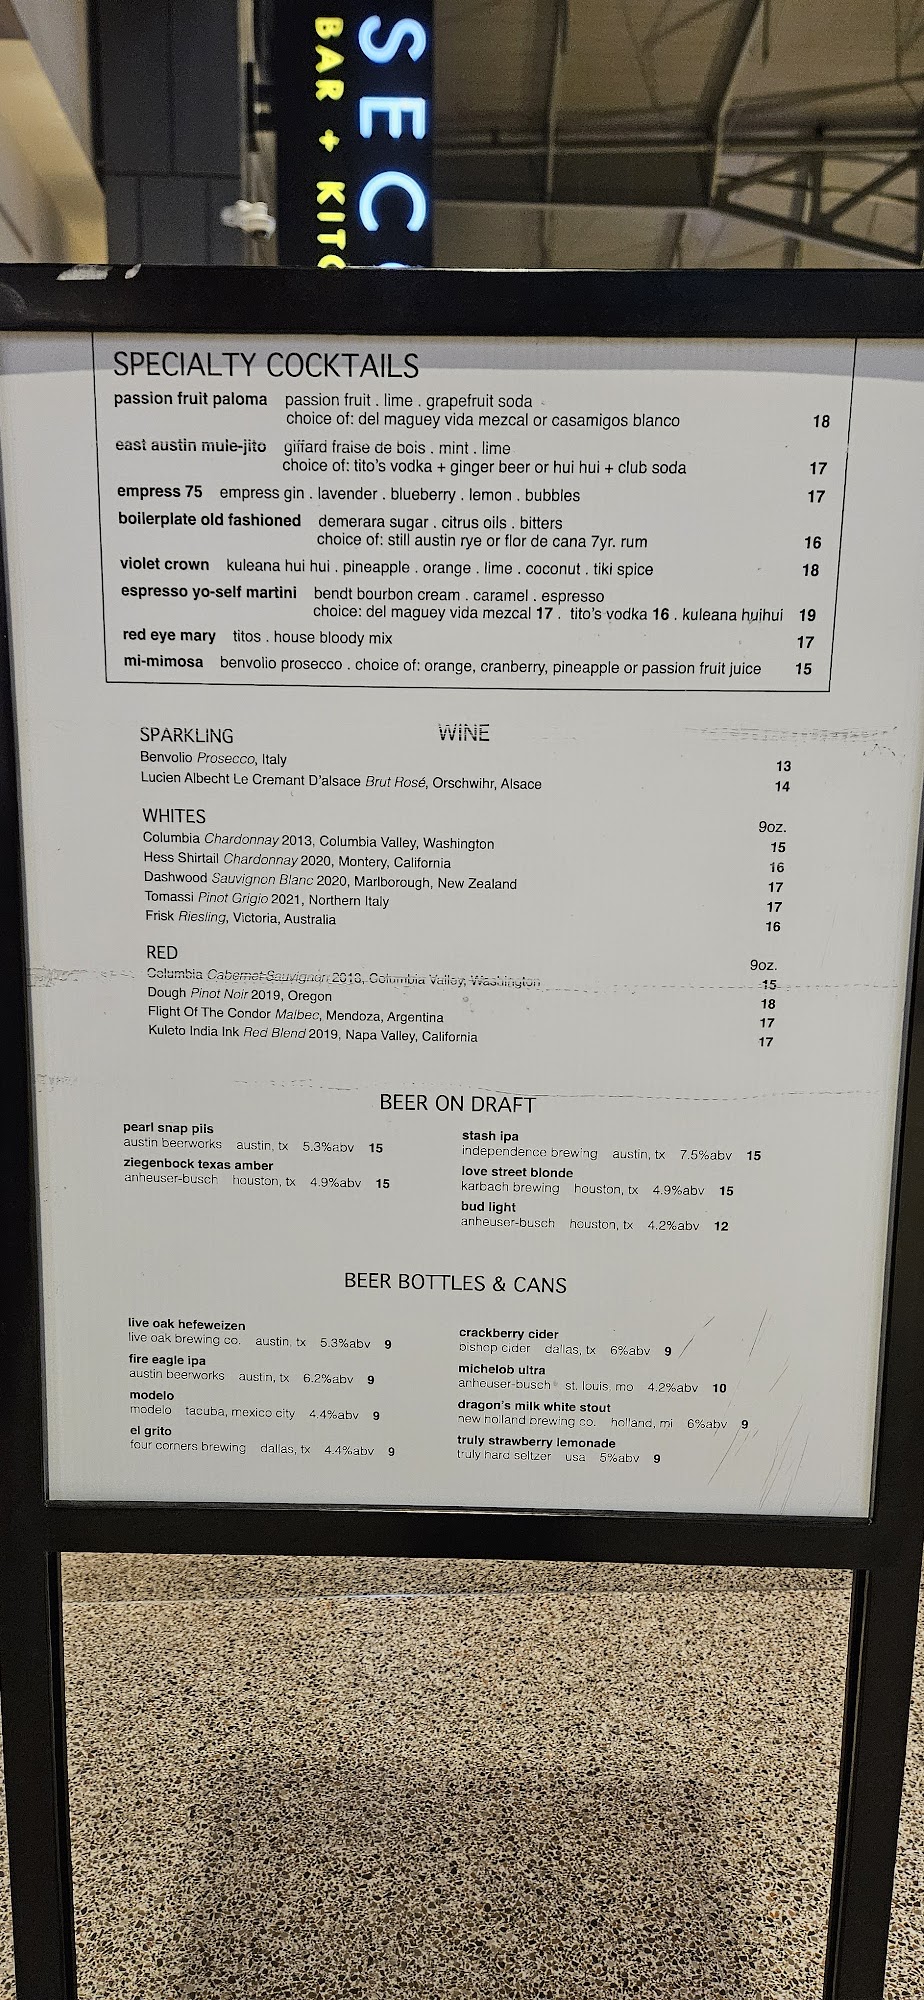 SECO
BAR + KITC
SPECIALTY COCKTAILS
passion fruit paloma passion fruit . lime . grapefruit soda
choice of: del maguey vida mezcal or casamigos blanco 18
east austin mule-jito giffard fraise de bois . mint . lime
choice of: tito's vodka + ginger beer or hui hui + club soda 17
empress 75 empress gin . lavender . blueberry . lemon . bubbles 17
boilerplate old fashioned demerara sugar . citrus oils . bitters
choice of: still austin rye or flor de cana 7yr. rum 16
violet crown kuleana hui hui . pineapple . orange . lime . coconut . tiki spice 18
espresso yo-self martini bendt bourbon cream . caramel . espresso
choice: del maguey vida mezcal 17 . tito's vodka 16 . kuleana huihui 19
red eye mary titos . house bloody mix 17
mi-mimosa benvolio prosecco . choice of: orange, cranberry, pineapple or passion fruit juice 15
WINE
SPARKLING
Benvolio Prosecco, Italy 13
Lucien Albecht Le Cremant D'alsace Brut Rosé, Orschwihr, Alsace 14
WHITES 9oz.
Columbia Chardonnay 2013, Columbia Valley, Washington 15
Hess Shirtail Chardonnay 2020, Montery, California 16
Dashwood Sauvignon Blanc 2020, Marlborough, New Zealand 17
Tomassi Pinot Grigio 2021, Northern Italy 17
Frisk Riesling, Victoria, Australia 16
RED 9oz.
Columbia Cabernet Sauvignon 2018, Columbia Valley, Washington 15
Dough Pinot Noir 2019, Oregon 18
Flight Of The Condor Malbec, Mendoza, Argentina 17
Kuleto India Ink Red Blend 2019, Napa Valley, California 17
BEER ON DRAFT
pearl snap pils
austin beerworks austin, tx 5.3%abv 15
ziegenbock texas amber
anheuser-busch houston, tx 4.9%abv 15
stash ipa
independence brewing austin, tx 7.5%abv 15
love street blonde
karbach brewing houston, tx 4.9%abv 15
bud light
anheuser-busch houston, tx 4.2%abv 12
BEER BOTTLES & CANS
live oak hefeweizen
live oak brewing co. austin, tx 5.3%abv 9
fire eagle ipa
austin beerworks austin, tx 6.2%abv 9
modelo
modelo tacuba, mexico city 4.4%abv 9
el grito
four corners brewing dallas, tx 4.4%abv 9
crackberry cider
bishop cider dallas, tx 6%abv 9
michelob ultra
anheuser-busch st. louis, mo 4.2%abv 10
dragon's milk white stout
new holland brewing co. holland, mi 6%abv 9
truly strawberry lemonade
truly hard seltzer usa 5%abv 9